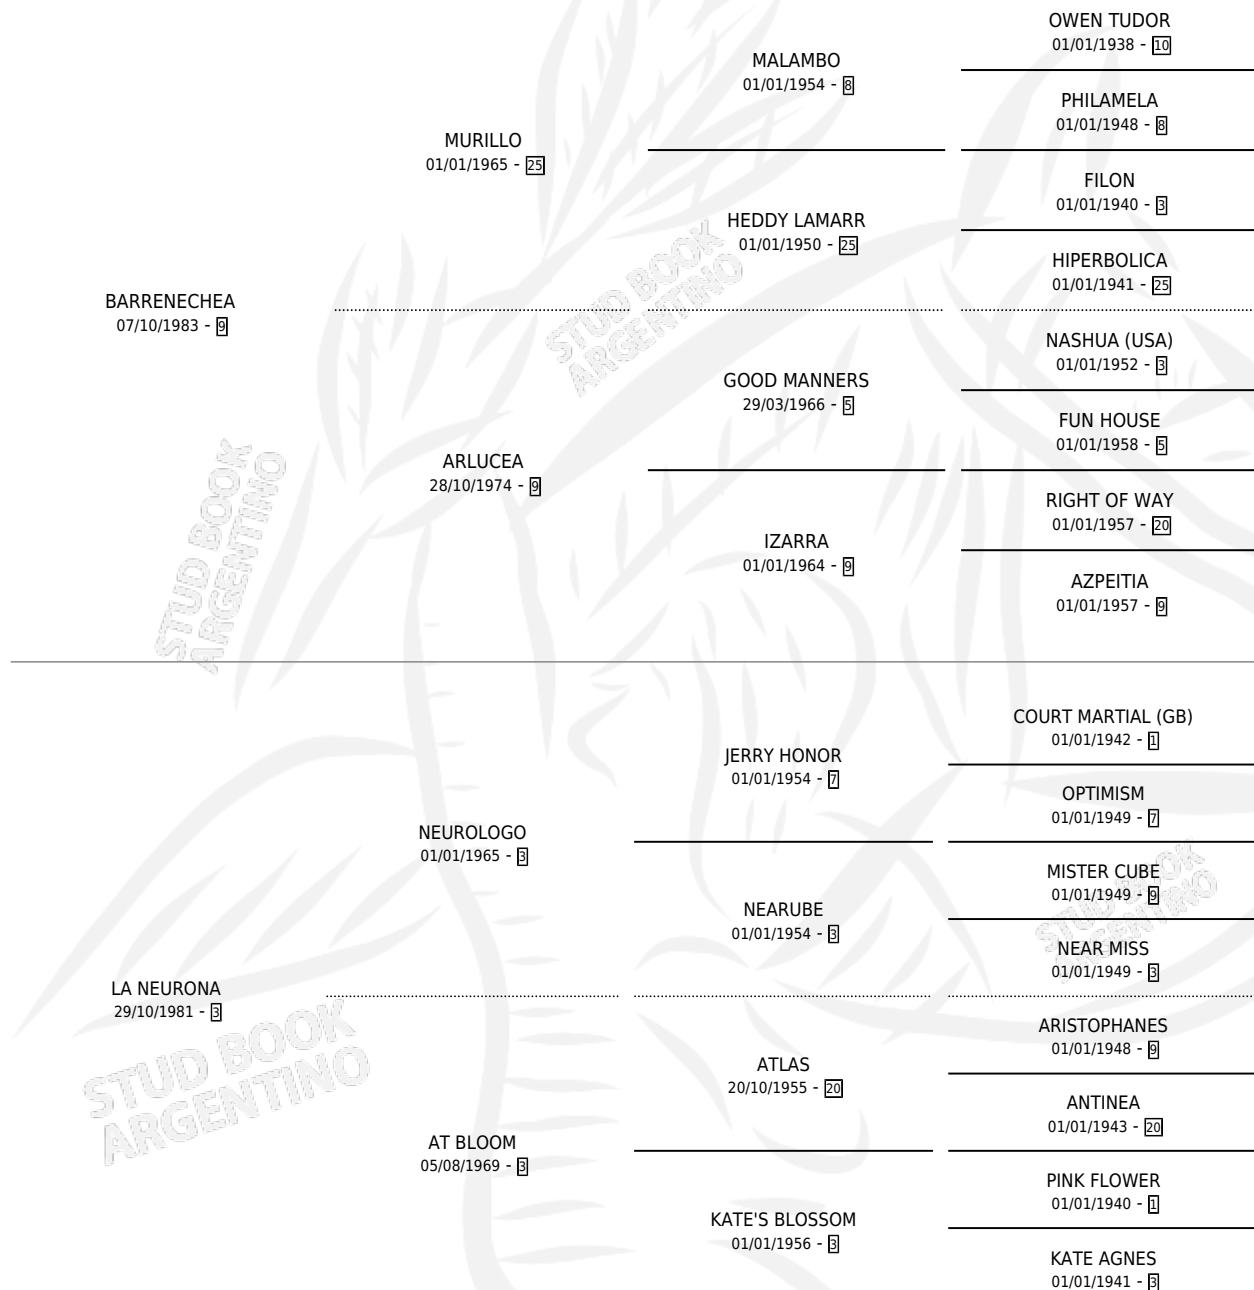 OWEN TUDOR
01/01/1938 - 10
MALAMBO
01/01/1954 - 8
PHILAMELA
01/01/1948 - 8
MURILLO
01/01/1965 - 25
FILON
01/01/1940 - 3
HEDDY LAMARR
01/01/1950 - 25
HIPERBOLICA
01/01/1941 - 25
BARRENECHEA
07/10/1983 - 9
NASHUA (USA)
01/01/1952 - 3
GOOD MANNERS
29/03/1966 - 5
FUN HOUSE
01/01/1958 - 5
ARLUCEA
28/10/1974 - 9
RIGHT OF WAY
01/01/1957 - 20
IZARRA
01/01/1964 - 9
AZPEITIA
01/01/1957 - 9
COURT MARTIAL (GB)
01/01/1942 - 1
JERRY HONOR
01/01/1954 - 7
OPTIMISM
01/01/1949 - 7
NEUROLOGO
01/01/1965 - 3
MISTER CUBE
01/01/1949 - 9
NEARUBE
01/01/1954 - 3
NEAR MISS
01/01/1949 - 3
LA NEURONA
29/10/1981 - 3
ARISTOPHANES
01/01/1948 - 9
ATLAS
20/10/1955 - 20
ANTINEA
01/01/1943 - 20
AT BLOOM
05/08/1969 - 3
PINK FLOWER
01/01/1940 - 1
KATE'S BLOSSOM
01/01/1956 - 3
KATE AGNES
01/01/1941 - 3
STUD BOOK
ARGENTINO
STUD BOOK
ARGENTINO
STUD BOOK
ARGENTINO
STUD BOOK
ARGENTINO